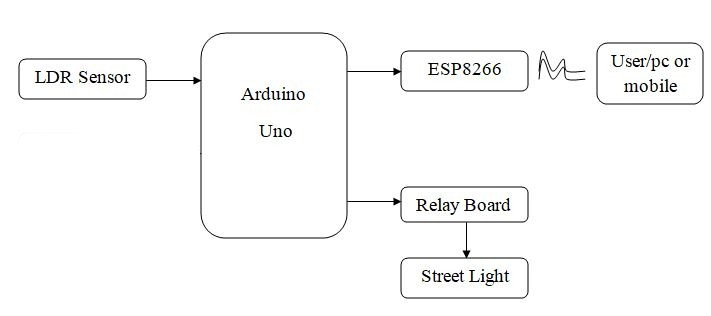 LDR Sensor
Arduino
Uno
ESP8266
User/pc or
mobile
Relay Board
Street Light